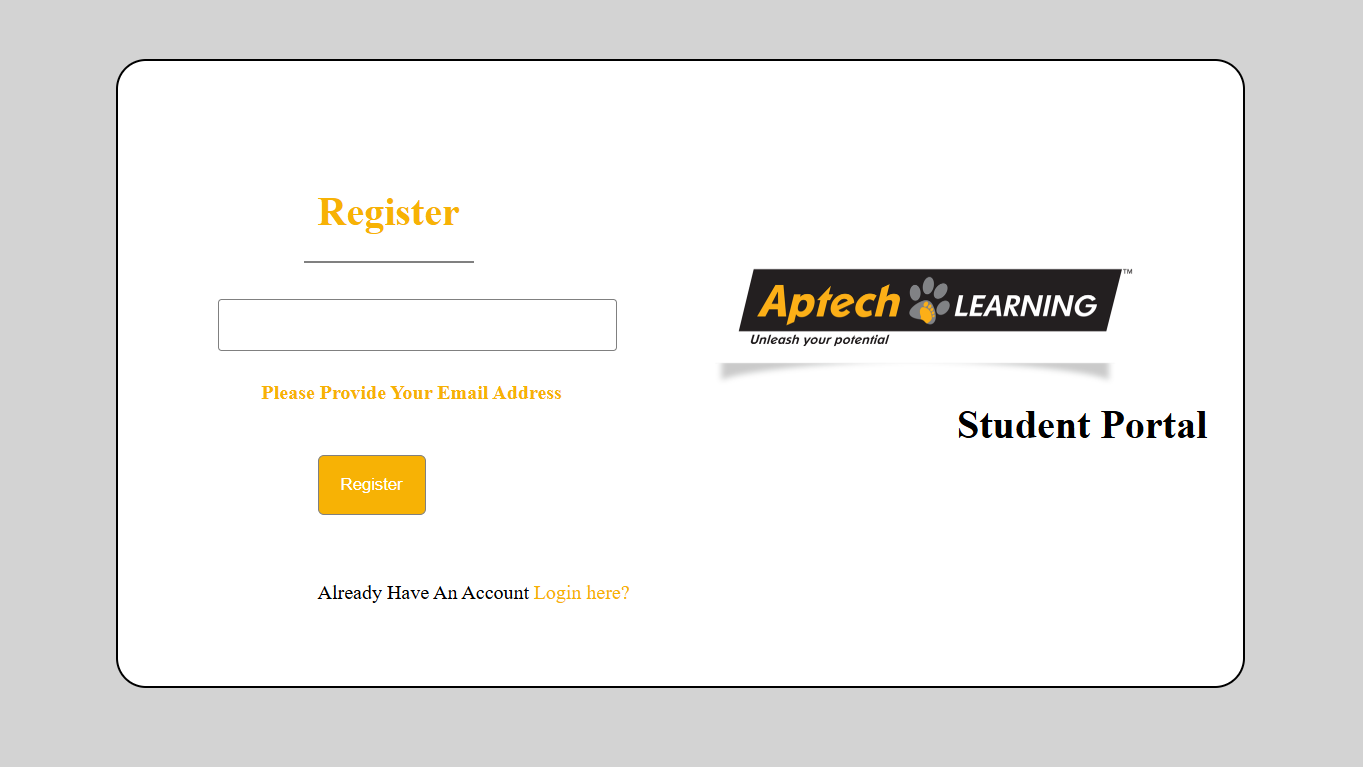 Register
Please Provide Your Email Address
Register
Already Have An Account Login here?
Aptech LEARNING™
Unleash your potential
Student Portal